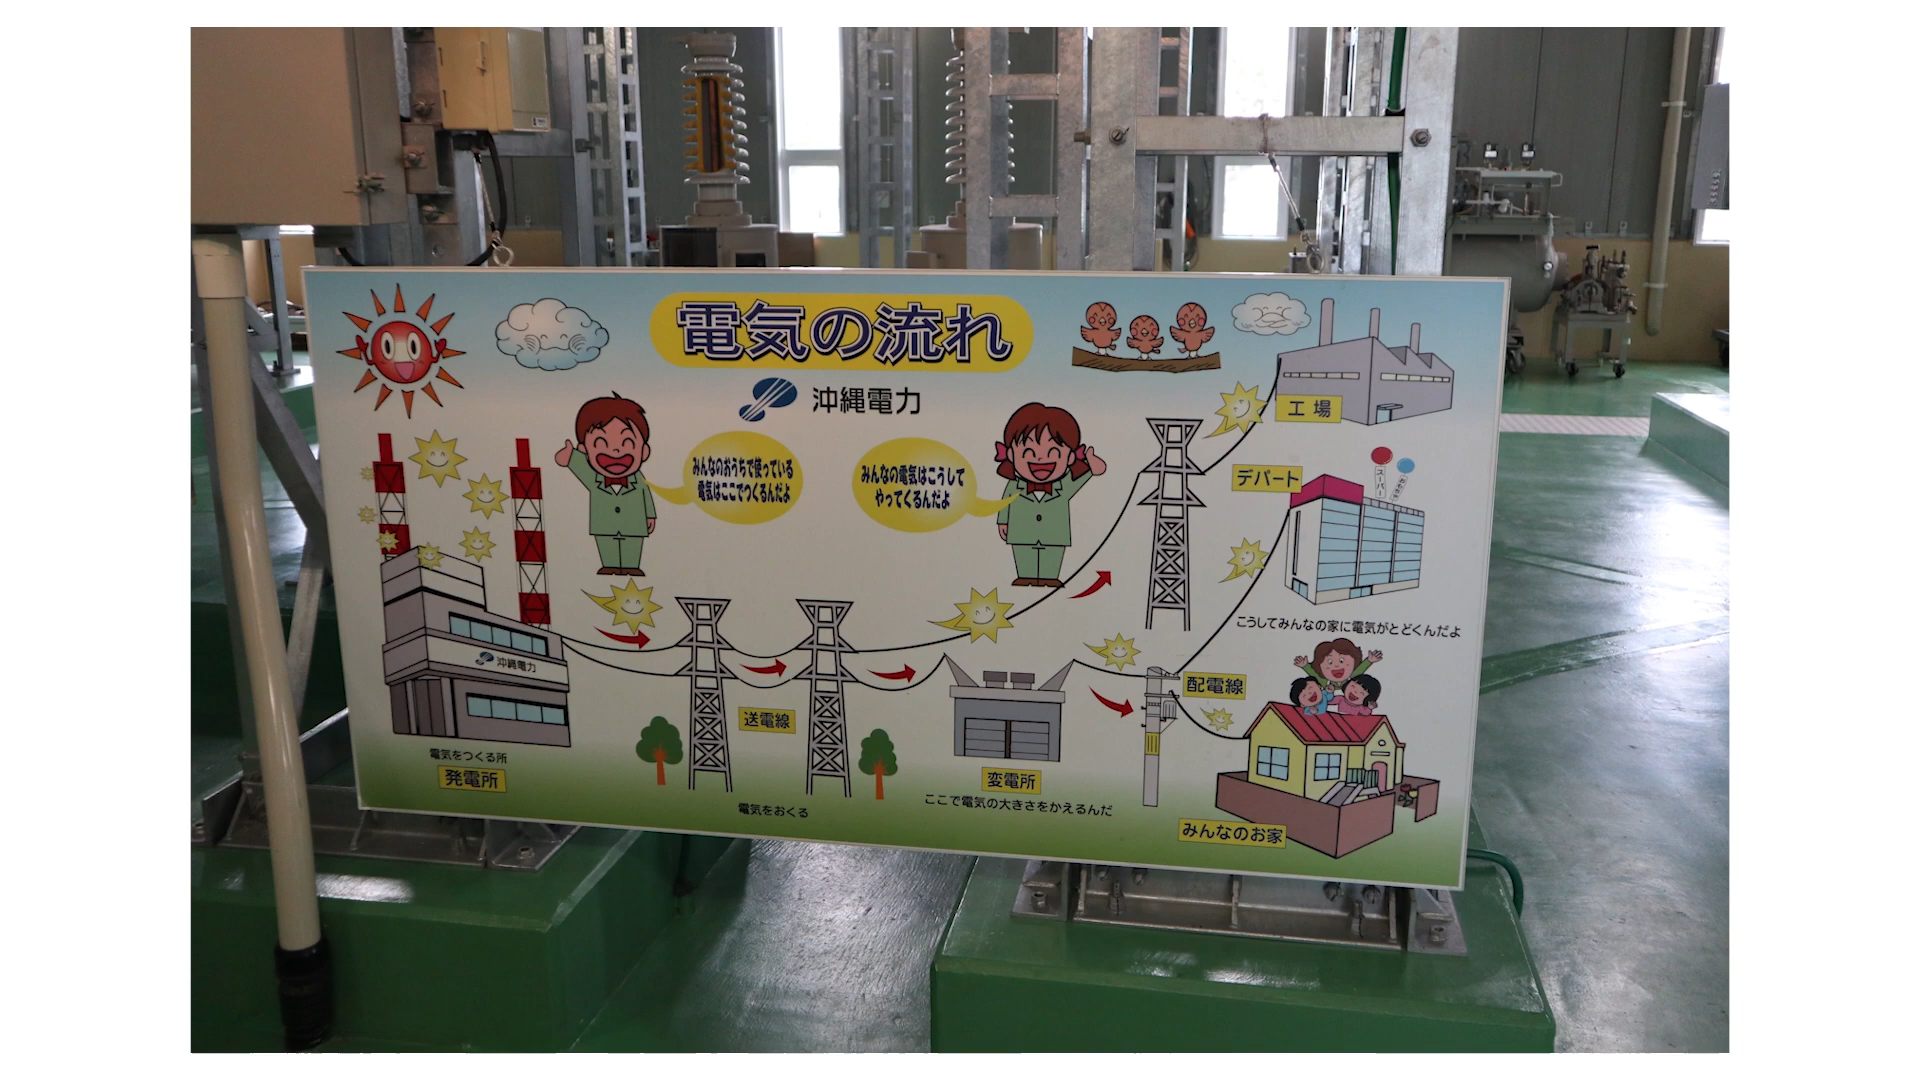 電気の流れ
沖縄電力
みんなのおうちで使っている
電気はここでつくるんだよ
みんなの電気はこうして
やってくるんだよ
工場
デパート
スーパー
こうしてみんなの家に電気がとどくんだよ
沖縄電力
配電線
送電線
電気をつくる所
発電所
電気をおくる
変電所
ここで電気の大きさをかえるんだ
みんなのお家